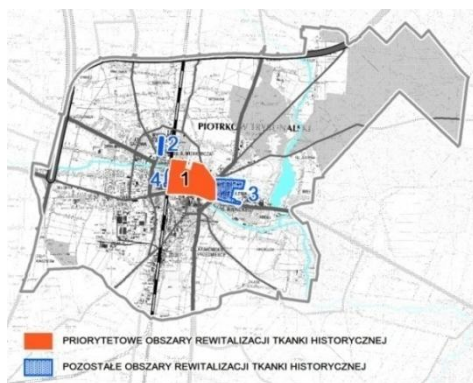 PIOTRKÓW TRYBUNALSKI
2
1
4
3
PRIORYTETOWE OBSZARY REWITALIZACJI TKANKI HISTORYCZNEJ
POZOSTAŁE OBSZARY REWITALIZACJI TKANKI HISTORYCZNEJ